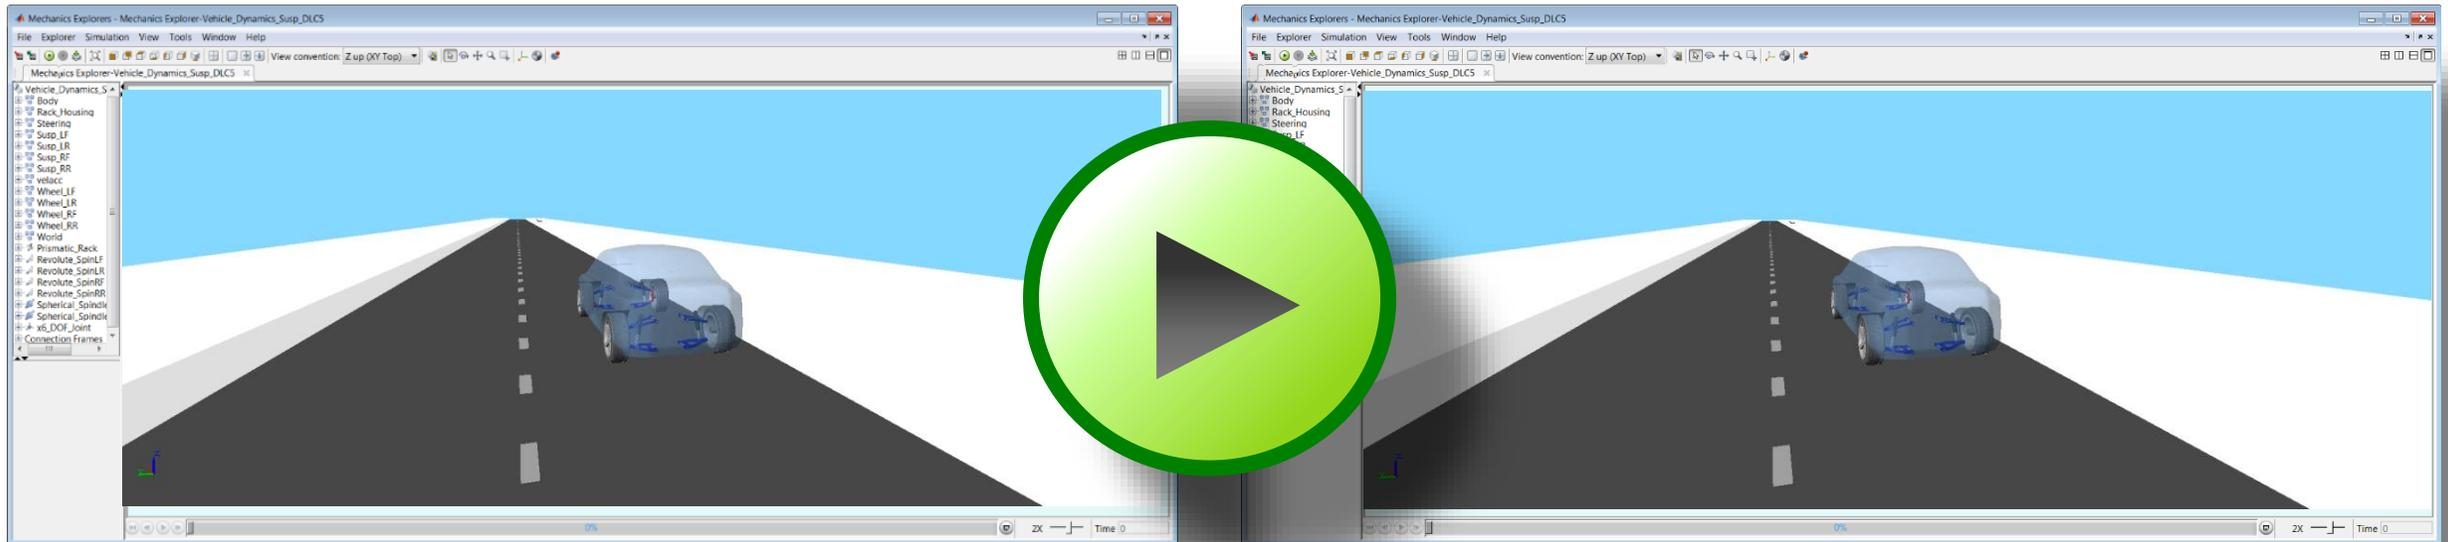 Mechanics Explorers - Mechanics Explorer-Vehicle_Dynamics_Susp_DLC5
File Explorer Simulation View Tools Window Help
View convention: Z up (XY Top)
Mechanics Explorer-Vehicle_Dynamics_Susp_DLC5
Vehicle_Dynamics_S
Body
Rack_Housing
Steering
Susp_LF
Susp_LR
Susp_RF
Susp_RR
velacc
Wheel_LF
Wheel_LR
Wheel_RF
Wheel_RR
World
Prismatic_Rack
Revolute_SpinLF
Revolute_SpinLR
Revolute_SpinRF
Revolute_SpinRR
Spherical_Spindle
Spherical_Spindle
x6_DOF_Joint
Connection Frames
Z
0% 2X Time 0
Mechanics Explorers - Mechanics Explorer-Vehicle_Dynamics_Susp_DLC5
File Explorer Simulation View Tools Window Help
View convention: Z up (XY Top)
Mechanics Explorer-Vehicle_Dynamics_Susp_DLC5
Vehicle_Dynamics_S
Body
Rack_Housing
Steering
0% 2X Time 0